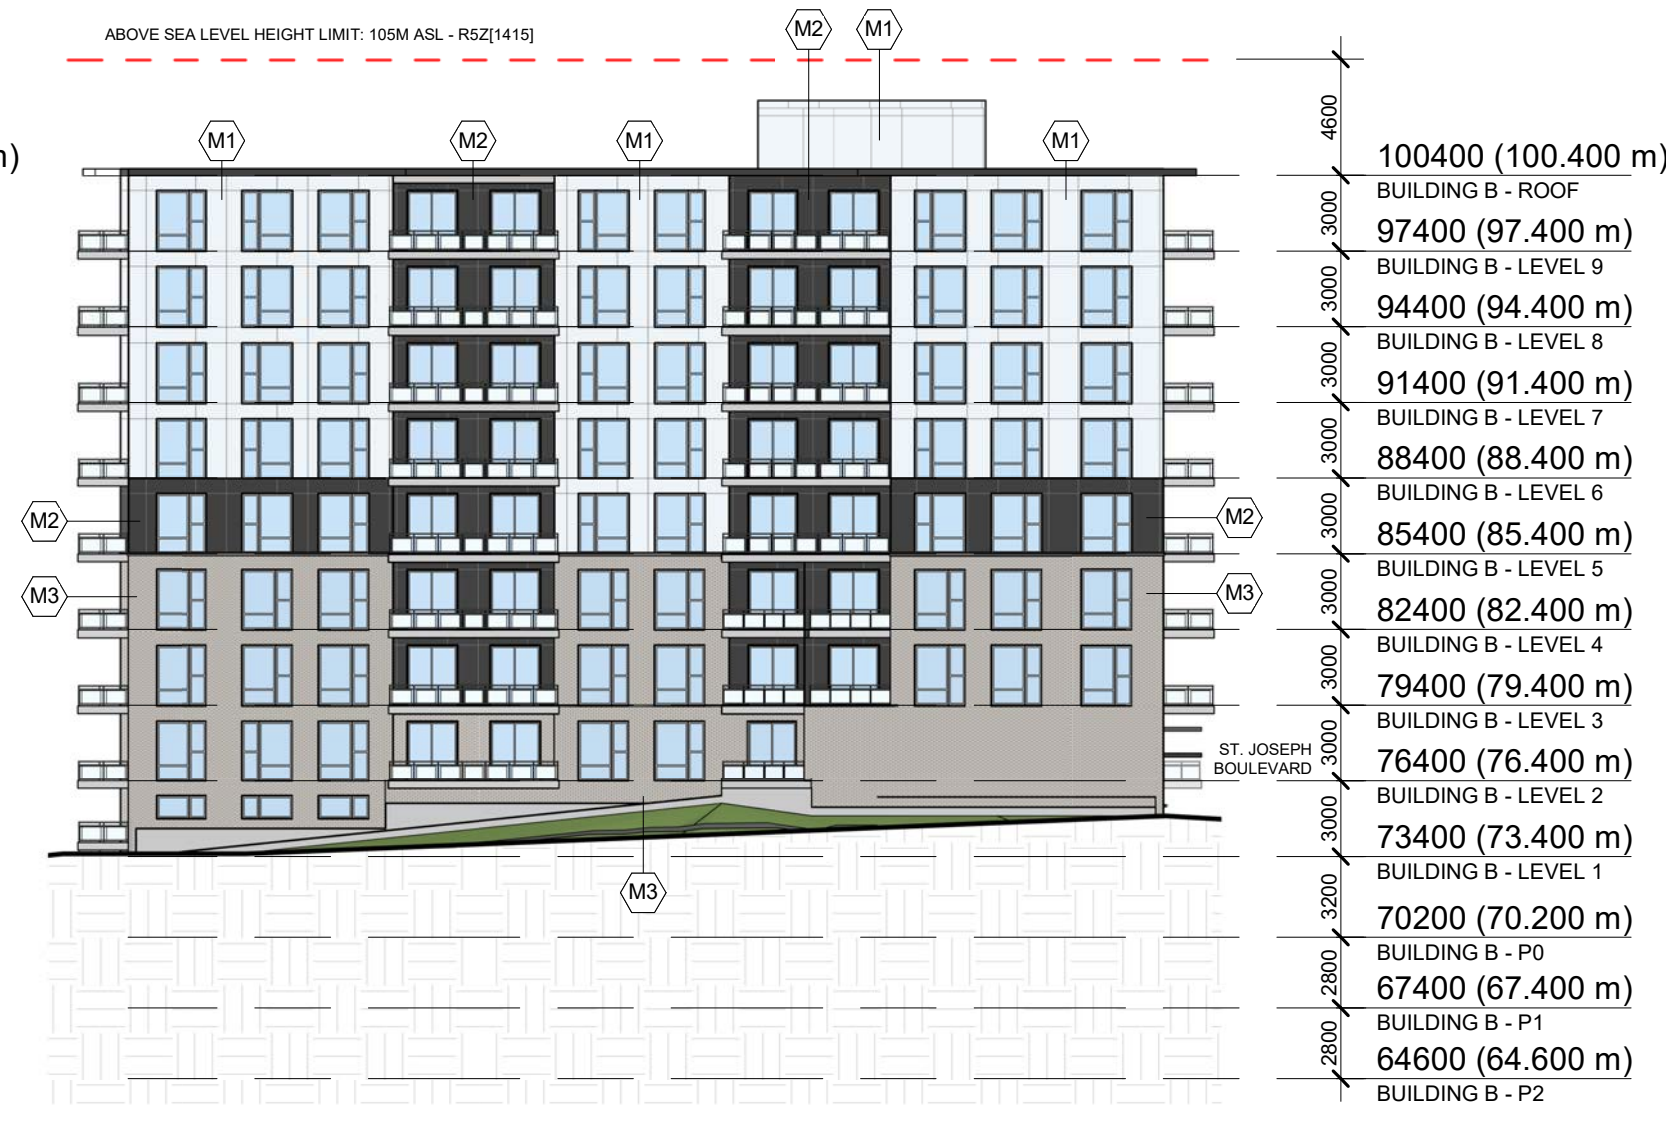 ABOVE SEA LEVEL HEIGHT LIMIT: 105M ASL - R5Z[1415]
M2
M1
4600
m)
M1
M2
M1
M1
100400 (100.400 m)
BUILDING B - ROOF
3000
97400 (97.400 m)
BUILDING B - LEVEL 9
3000
94400 (94.400 m)
BUILDING B - LEVEL 8
3000
91400 (91.400 m)
BUILDING B - LEVEL 7
3000
88400 (88.400 m)
BUILDING B - LEVEL 6
M2
M2
3000
85400 (85.400 m)
BUILDING B - LEVEL 5
M3
M3
3000
82400 (82.400 m)
BUILDING B - LEVEL 4
3000
79400 (79.400 m)
BUILDING B - LEVEL 3
ST. JOSEPH
BOULEVARD
3000
76400 (76.400 m)
BUILDING B - LEVEL 2
3000
73400 (73.400 m)
BUILDING B - LEVEL 1
M3
3200
70200 (70.200 m)
BUILDING B - P0
2800
67400 (67.400 m)
BUILDING B - P1
2800
64600 (64.600 m)
BUILDING B - P2